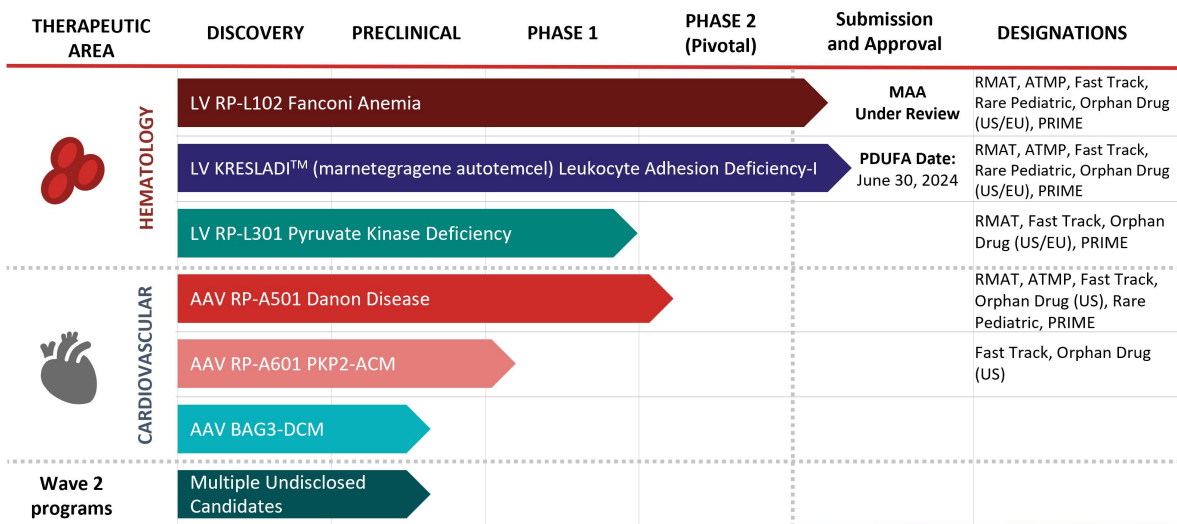 THERAPEUTIC
AREA
DISCOVERY
PRECLINICAL
PHASE 1
PHASE 2
(Pivotal)
Submission
and Approval
DESIGNATIONS
HEMATOLOGY
LV RP-L102 Fanconi Anemia
MAA
Under Review
RMAT, ATMP, Fast Track,
Rare Pediatric, Orphan Drug
(US/EU), PRIME
LV KRESLADI™ (marnetegragene autotemcel) Leukocyte Adhesion Deficiency-I
PDUFA Date:
June 30, 2024
RMAT, ATMP, Fast Track,
Rare Pediatric, Orphan Drug
(US/EU), PRIME
LV RP-L301 Pyruvate Kinase Deficiency
RMAT, Fast Track, Orphan
Drug (US/EU), PRIME
CARDIOVASCULAR
AAV RP-A501 Danon Disease
RMAT, ATMP, Fast Track,
Orphan Drug (US), Rare
Pediatric, PRIME
AAV RP-A601 PKP2-ACM
Fast Track, Orphan Drug
(US)
AAV BAG3-DCM
Wave 2
programs
Multiple Undisclosed
Candidates